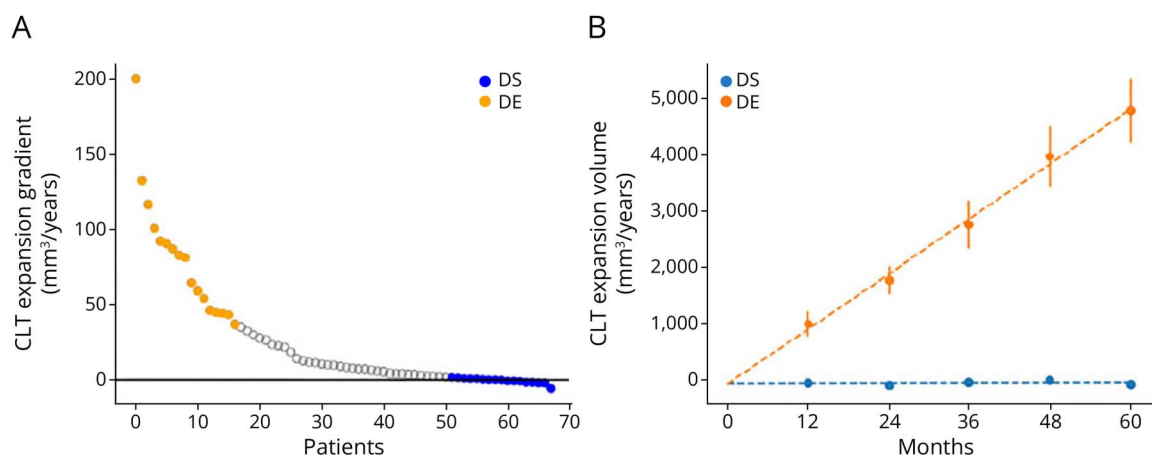 A
CLT expansion gradient
(mm³/years)
200
150
100
50
0
DS
DE
0 10 20 30 40 50 60 70
Patients
B
CLT expansion volume
(mm³/years)
5,000
4,000
3,000
2,000
1,000
0
DS
DE
0 12 24 36 48 60
Months